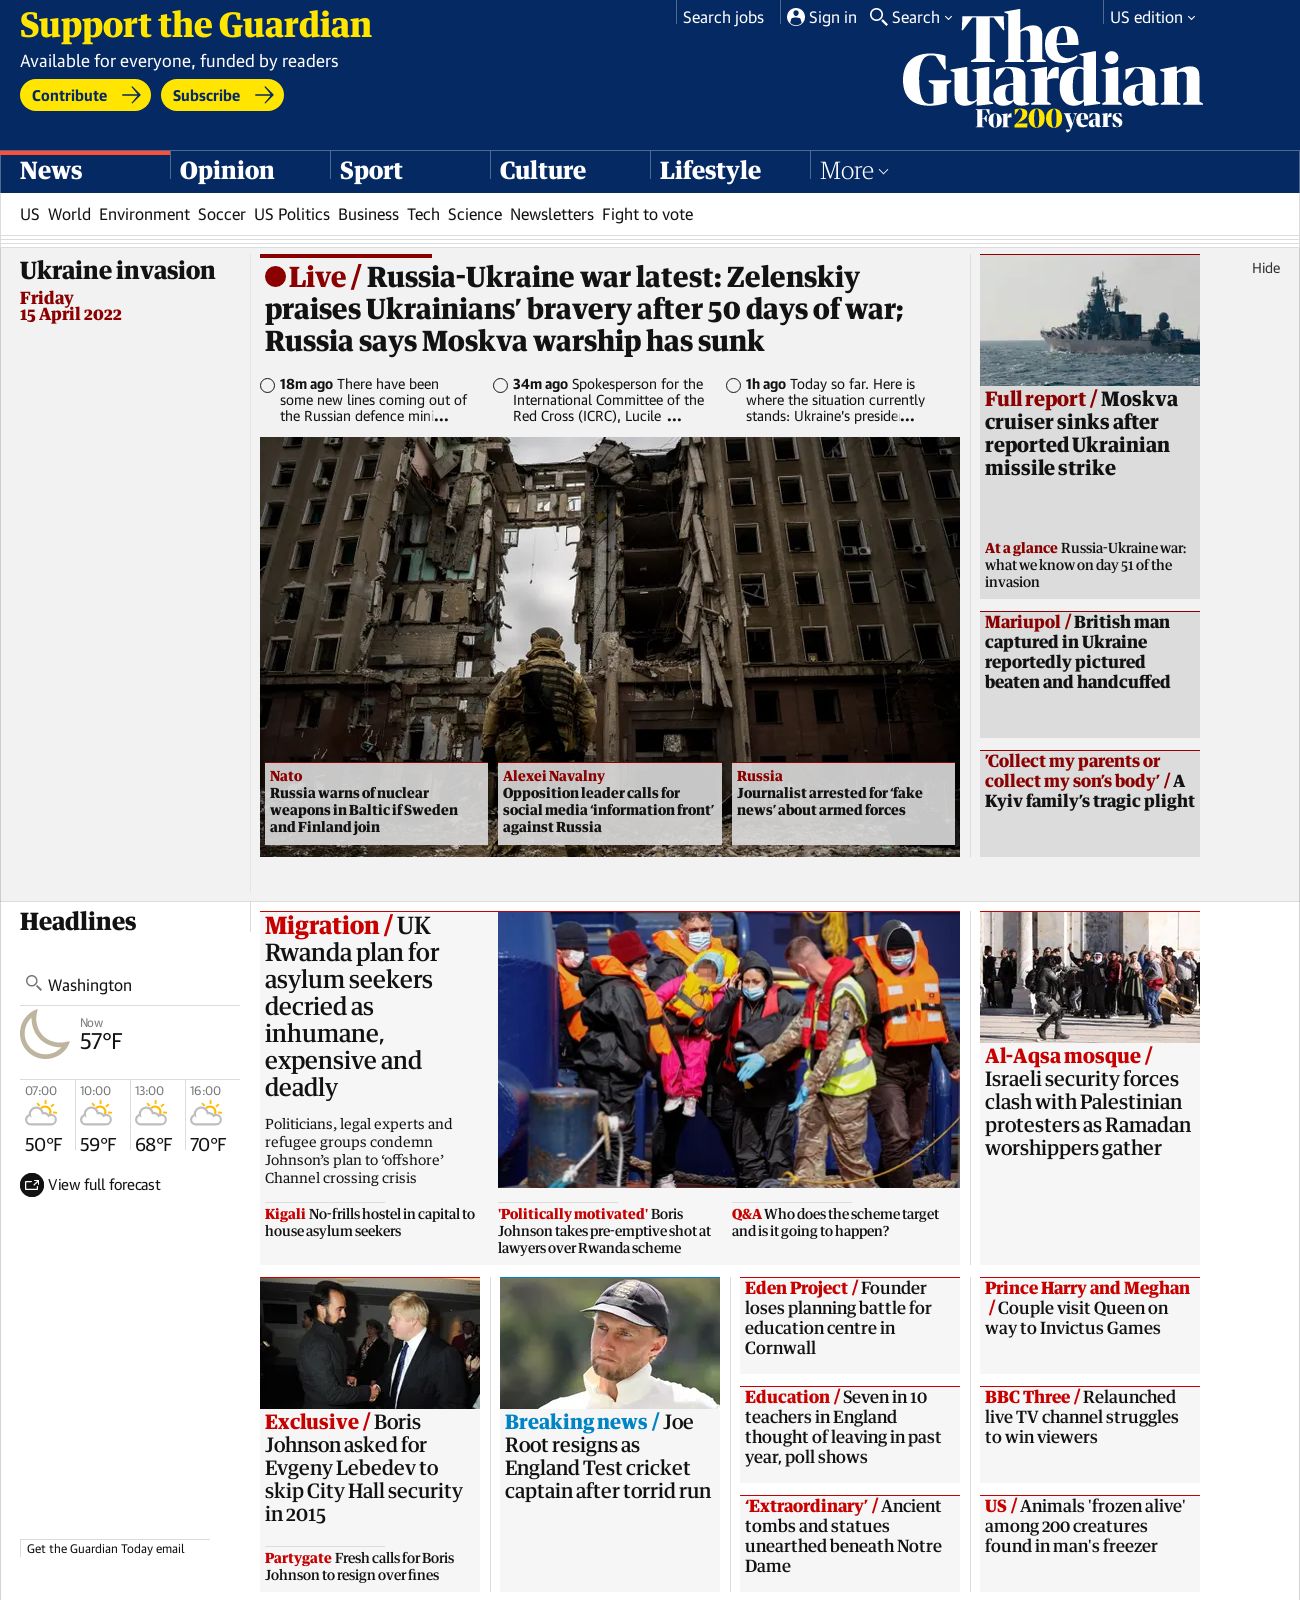 Support the Guardian
Available for everyone, funded by readers
Contribute
Subscribe
Search jobs
Sign in
Search
US edition
The
Guardian
For 200 years
News
Opinion
Sport
Culture
Lifestyle
More
US World Environment Soccer US Politics Business Tech Science Newsletters Fight to vote
Ukraine invasion
Friday
15 April 2022
Hide
Live / Russia-Ukraine war latest: Zelenskiy
praises Ukrainians’ bravery after 50 days of war;
Russia says Moskva warship has sunk
18m ago There have been
some new lines coming out of
the Russian defence mini...
34m ago Spokesperson for the
International Committee of the
Red Cross (ICRC), Lucile ...
1h ago Today so far. Here is
where the situation currently
stands: Ukraine’s preside...
Nato
Russia warns of nuclear
weapons in Baltic if Sweden
and Finland join
Alexei Navalny
Opposition leader calls for
social media ‘information front’
against Russia
Russia
Journalist arrested for ‘fake
news’ about armed forces
Full report / Moskva
cruiser sinks after
reported Ukrainian
missile strike
At a glance Russia-Ukraine war:
what we know on day 51 of the
invasion
Mariupol / British man
captured in Ukraine
reportedly pictured
beaten and handcuffed
‘Collect my parents or
collect my son’s body’ / A
Kyiv family’s tragic plight
Headlines
Washington
Now
57°F
07:00 10:00 13:00 16:00
50°F 59°F 68°F 70°F
View full forecast
Get the Guardian Today email
Migration / UK
Rwanda plan for
asylum seekers
decried as
inhumane,
expensive and
deadly
Politicians, legal experts and
refugee groups condemn
Johnson’s plan to ‘offshore’
Channel crossing crisis
Kigali No-frills hostel in capital to
house asylum seekers
'Politically motivated' Boris
Johnson takes pre-emptive shot at
lawyers over Rwanda scheme
Q&A Who does the scheme target
and is it going to happen?
Al-Aqsa mosque /
Israeli security forces
clash with Palestinian
protesters as Ramadan
worshippers gather
Exclusive / Boris
Johnson asked for
Evgeny Lebedev to
skip City Hall security
in 2015
Partygate Fresh calls for Boris
Johnson to resign over fines
Breaking news / Joe
Root resigns as
England Test cricket
captain after torrid run
Eden Project / Founder
loses planning battle for
education centre in
Cornwall
Education / Seven in 10
teachers in England
thought of leaving in past
year, poll shows
‘Extraordinary’ / Ancient
tombs and statues
unearthed beneath Notre
Dame
Prince Harry and Meghan
/ Couple visit Queen on
way to Invictus Games
BBC Three / Relaunched
live TV channel struggles
to win viewers
US / Animals 'frozen alive'
among 200 creatures
found in man's freezer